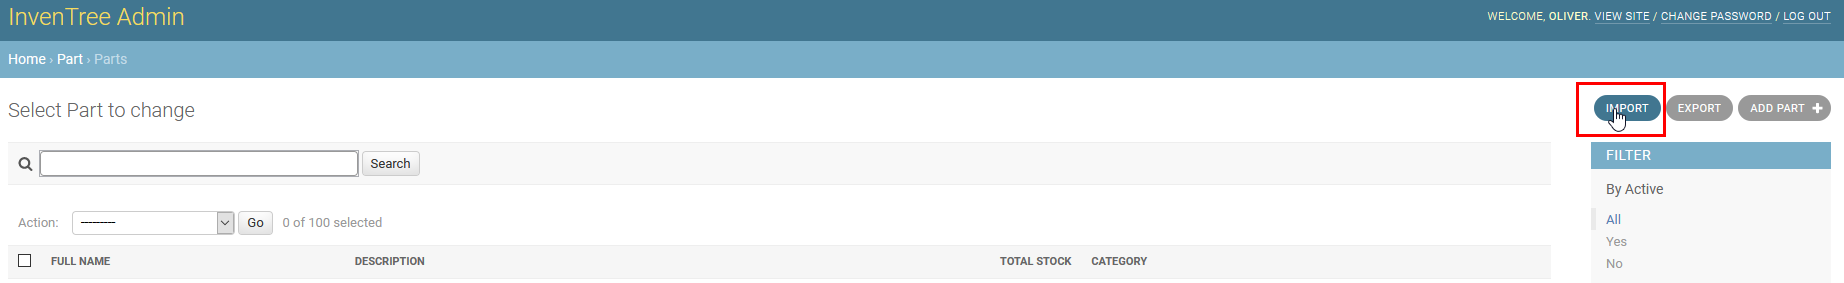 InvenTree Admin
WELCOME, OLIVER. VIEW SITE / CHANGE PASSWORD / LOG OUT
Home › Part › Parts
Select Part to change
IMPORT EXPORT ADD PART +
Search
FILTER
By Active
All
Yes
No
Action: --------- Go 0 of 100 selected
FULL NAME DESCRIPTION TOTAL STOCK CATEGORY